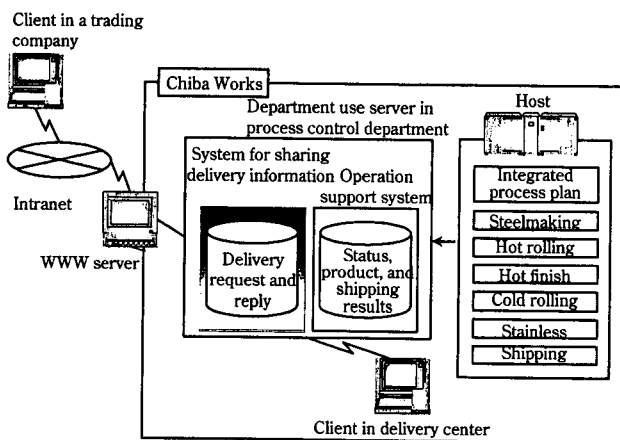 Client in a trading
company
Chiba Works
Department use server in
process control department
Host
System for sharing
delivery information
Operation
support system
Intranet
WWW server
Delivery
request and
reply
Status,
product, and
shipping
results
Integrated
process plan
Steelmaking
Hot rolling
Hot finish
Cold rolling
Stainless
Shipping
Client in delivery center